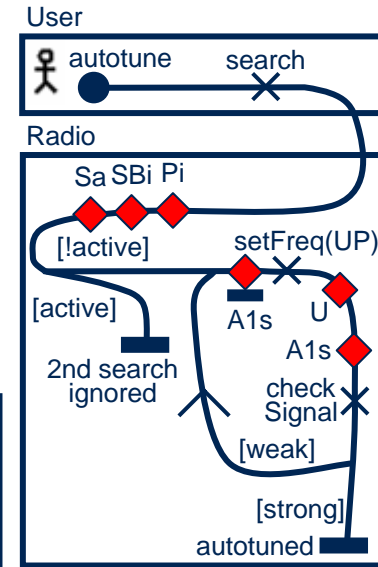 User
autotune
search
Radio
Sa SBi Pi
[!active]
setFreq(UP)
[active]
A1s
U
A1s
2nd search
ignored
check
Signal
[weak]
[strong]
autotuned